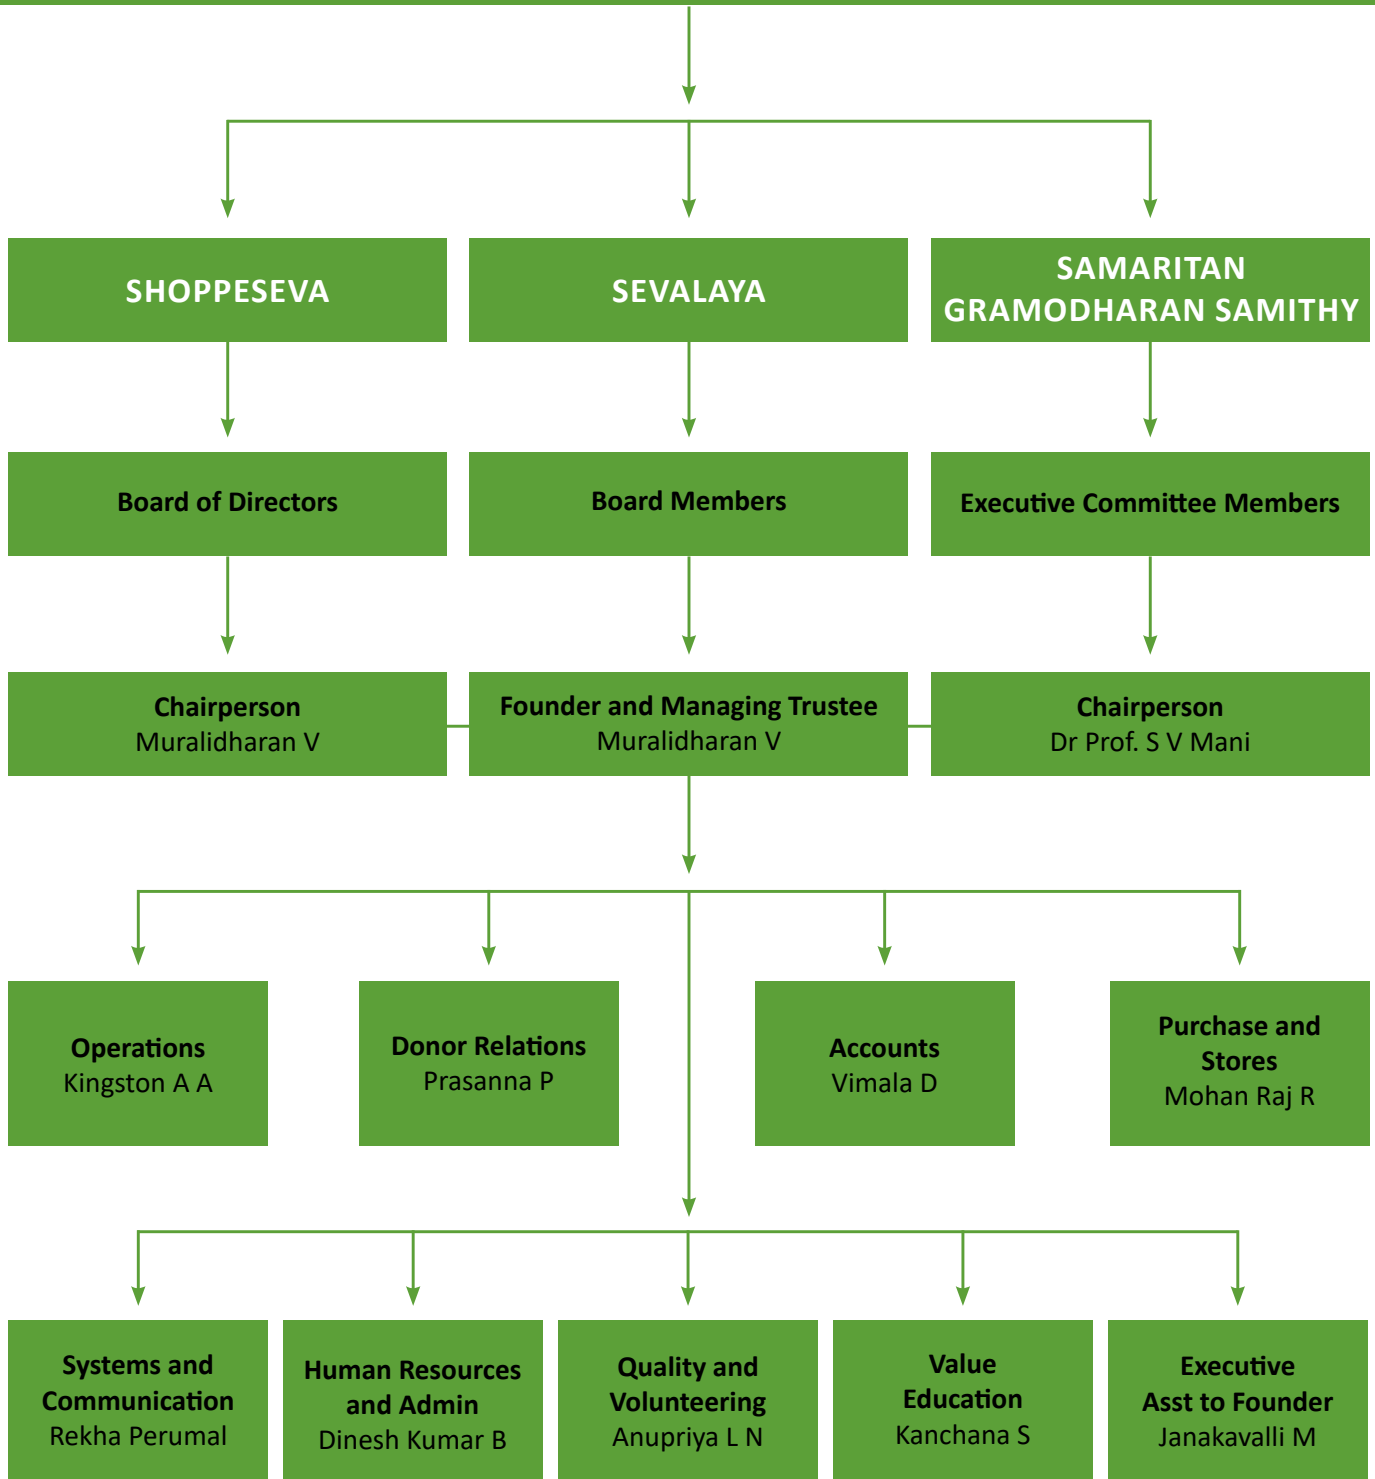 SHOPPESEVA
SEVALAYA
SAMARITAN
GRAMODHARAN SAMITHY
Board of Directors
Board Members
Executive Committee Members
Chairperson
Muralidharan V
Founder and Managing Trustee
Muralidharan V
Chairperson
Dr Prof. S V Mani
Operations
Kingston A A
Donor Relations
Prasanna P
Accounts
Vimala D
Purchase and
Stores
Mohan Raj R
Systems and
Communication
Rekha Perumal
Human Resources
and Admin
Dinesh Kumar B
Quality and
Volunteering
Anupriya L N
Value
Education
Kanchana S
Executive
Asst to Founder
Janakavalli M